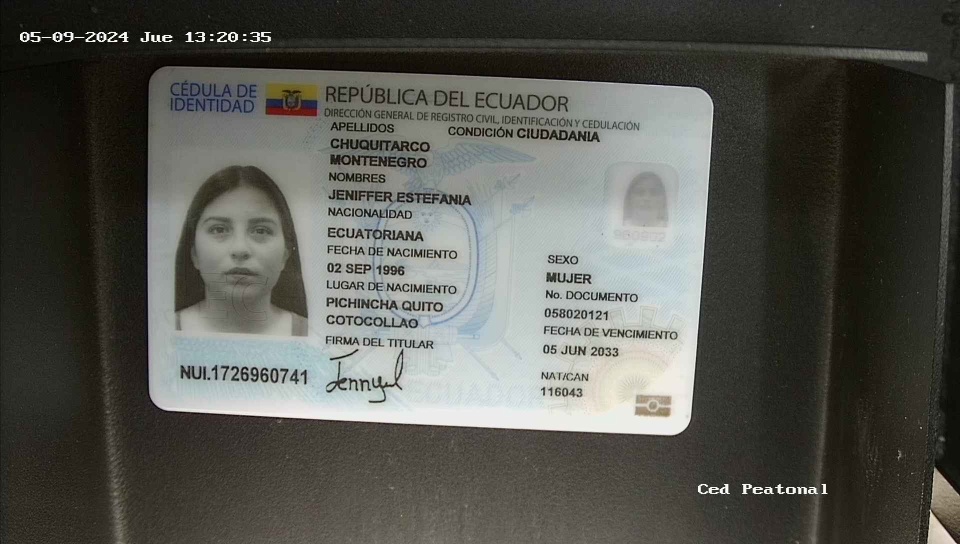 05-09-2024 Jue 13:20:35
CÉDULA DE IDENTIDAD
REPÚBLICA DEL ECUADOR
DIRECCIÓN GENERAL DE REGISTRO CIVIL, IDENTIFICACIÓN Y CEDULACIÓN
APELLIDOS
CONDICIÓN CIUDADANIA
CHUQUITARCO
MONTENEGRO
NOMBRES
JENIFFER ESTEFANIA
NACIONALIDAD
ECUATORIANA
FECHA DE NACIMIENTO
02 SEP 1996
LUGAR DE NACIMIENTO
PICHINCHA QUITO
COTOCOLLAO
FIRMA DEL TITULAR
SEXO
MUJER
No. DOCUMENTO
058020121
FECHA DE VENCIMIENTO
05 JUN 2033
NAT/CAN
116043
NUI.1726960741
ECUADOR
Ced Peatonal